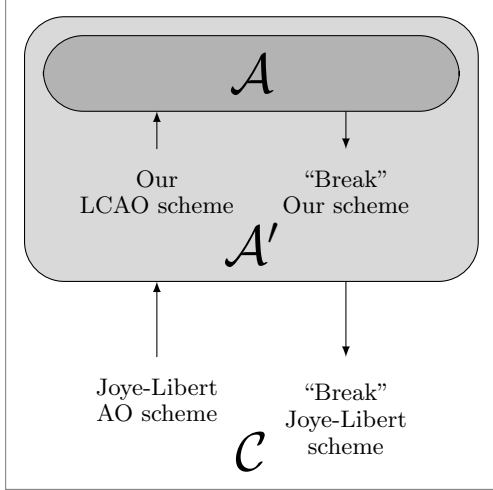 𝒜
Our
LCAO scheme
“Break”
Our scheme
𝒜′
Joye-Libert
AO scheme
“Break”
Joye-Libert
scheme
𝒞